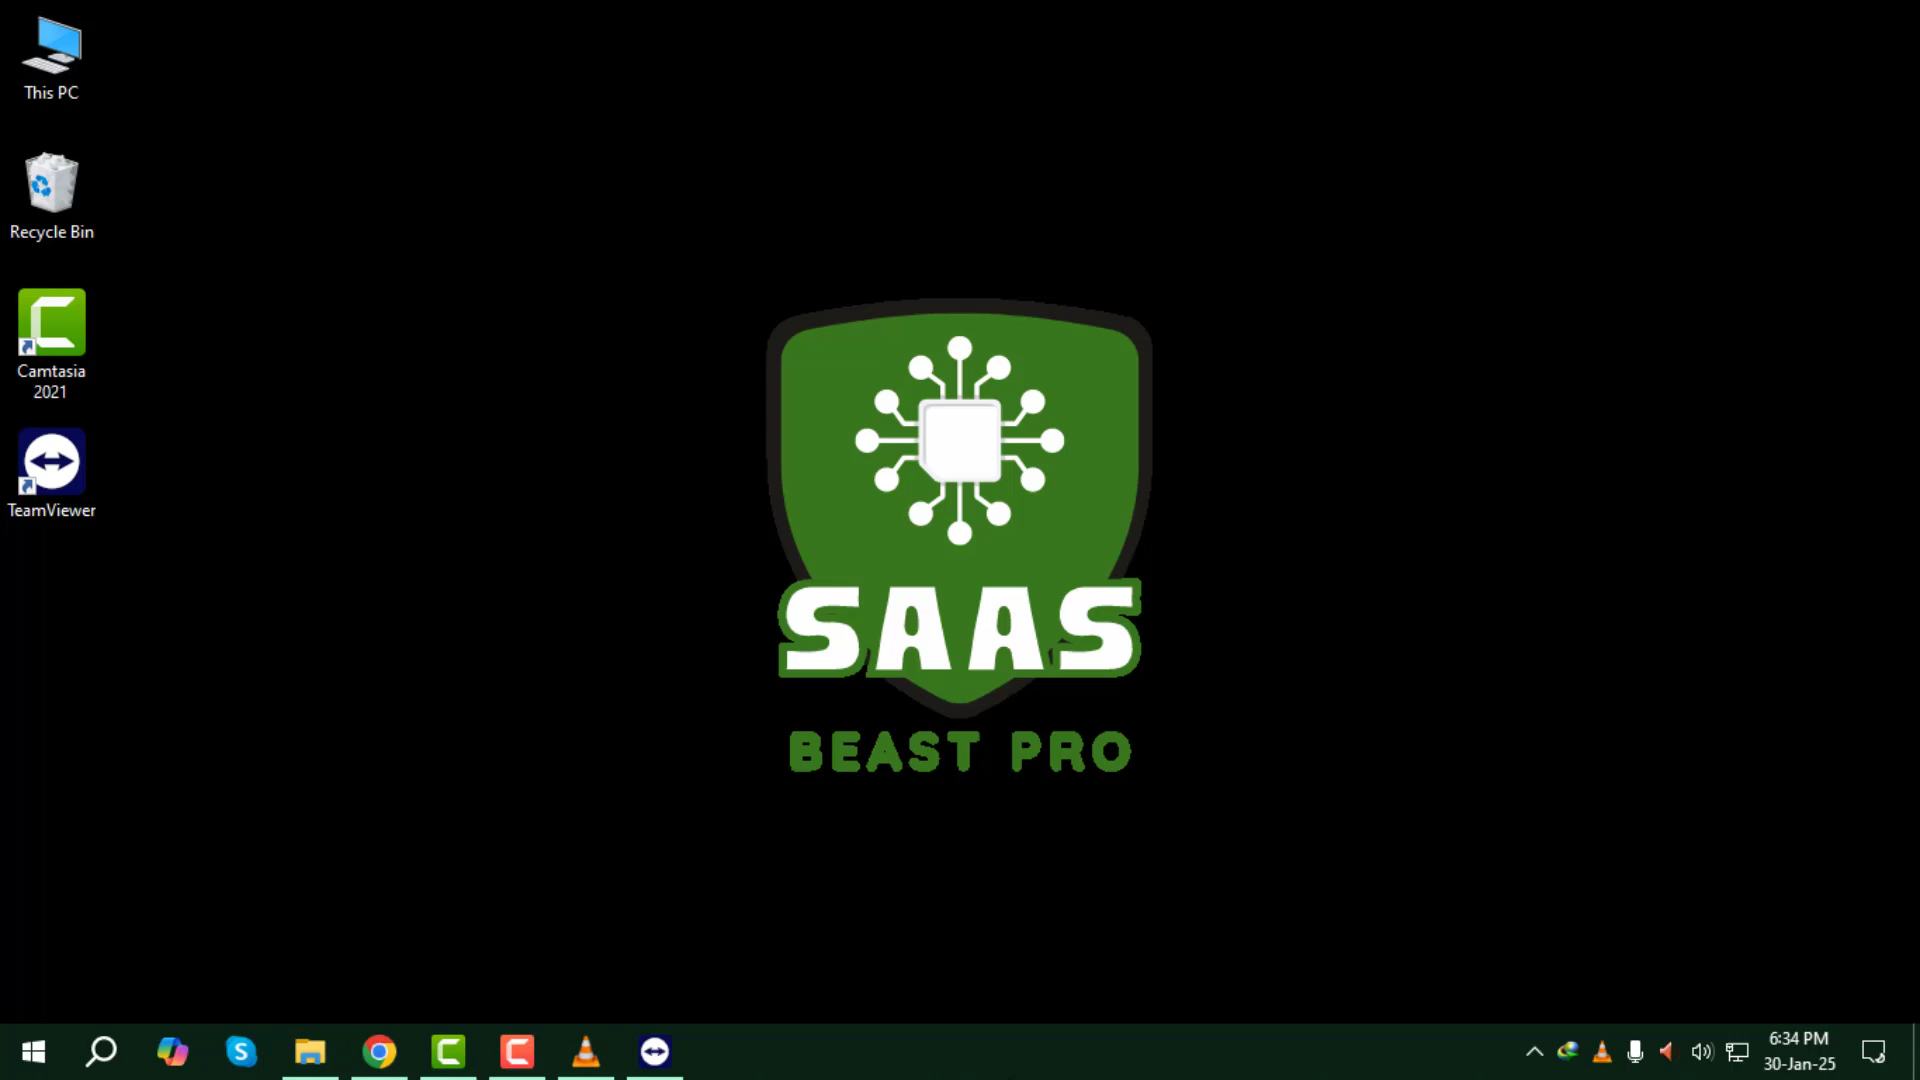 This PC
Recycle Bin
Camtasia
2021
TeamViewer
SAAS
BEAST PRO
6:34 PM
30-Jan-25